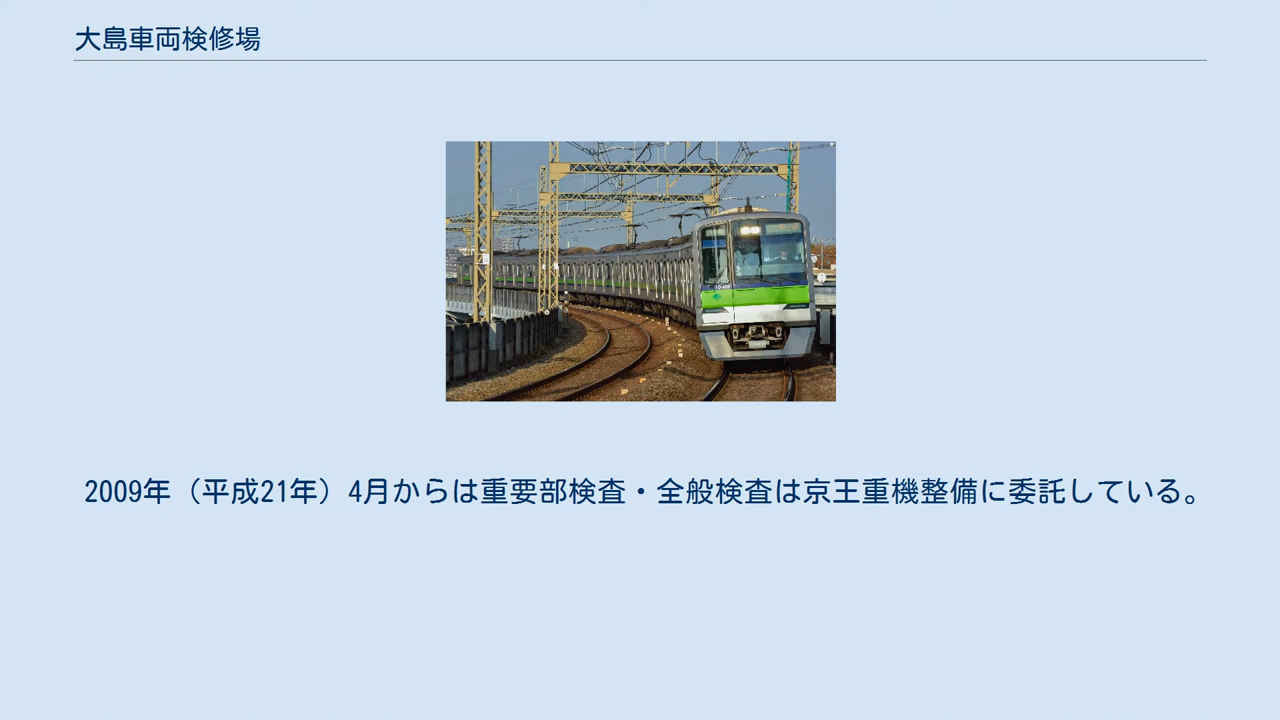 大島車両検修場
2009年（平成21年）4月からは重要部検査・全般検査は京王重機整備に委託している。